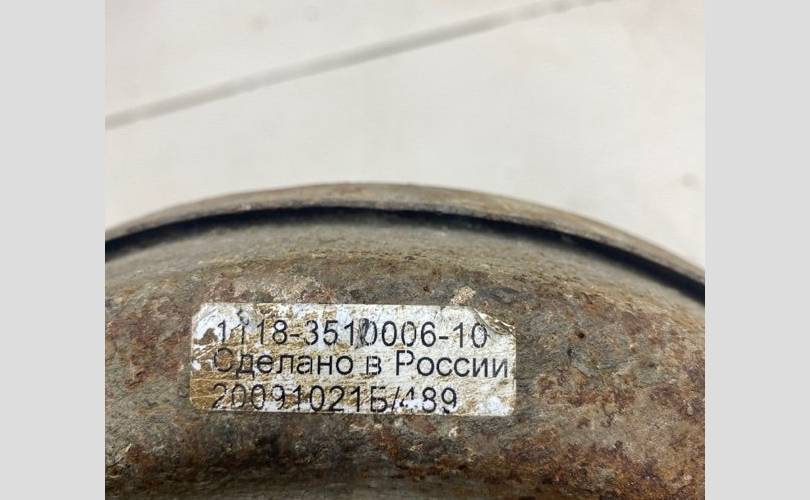 1118-3510006-10
Сделано в России
20091021Б/489